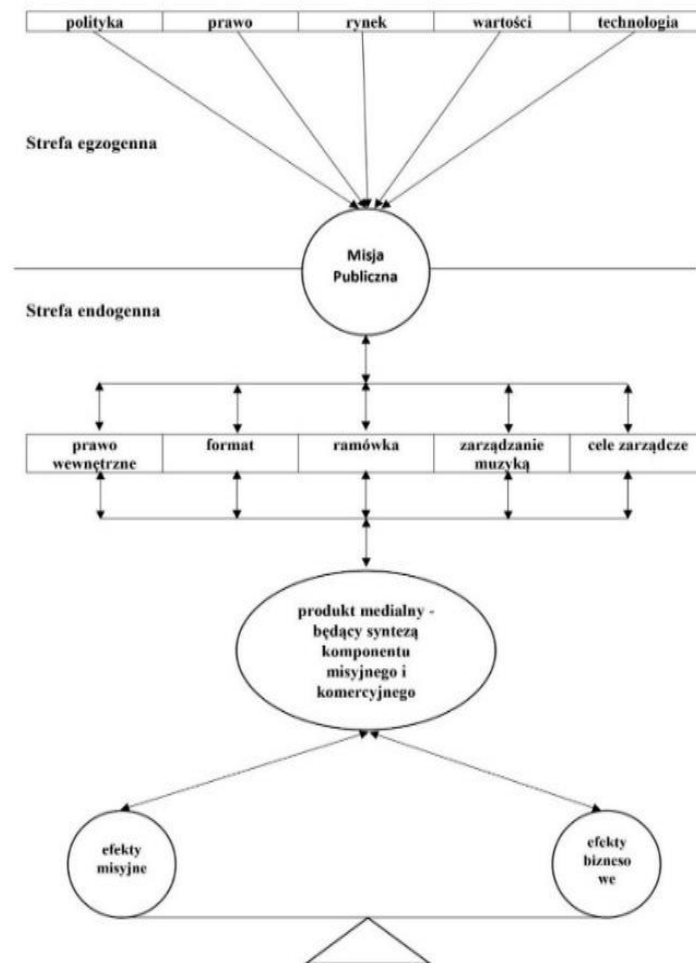 polityka prawo rynek wartości technologia
Strefa egzogenna
Misja
Publiczna
Strefa endogenna
prawo
wewnętrzne
format
ramówka
zarządzanie
muzyką
cele zarządcze
produkt medialny -
będący syntezą
komponentu
misyjnego i
komercyjnego
efekty
misyjne
efekty
bizneso
we